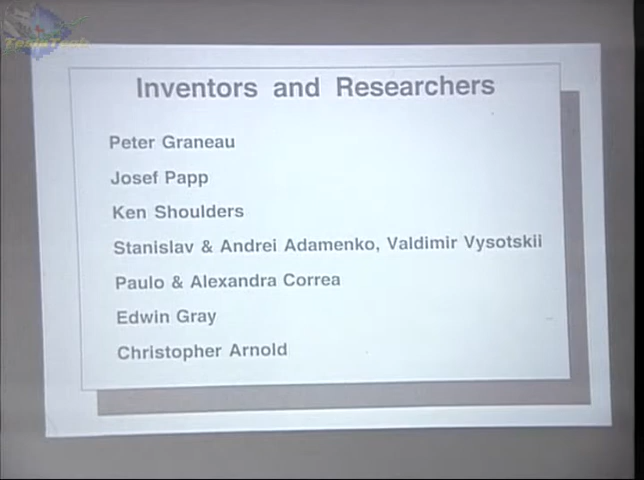 Inventors and Researchers
Peter Graneau
Josef Papp
Ken Shoulders
Stanislav & Andrei Adamenko, Valdimir Vysotskii
Paulo & Alexandra Correa
Edwin Gray
Christopher Arnold